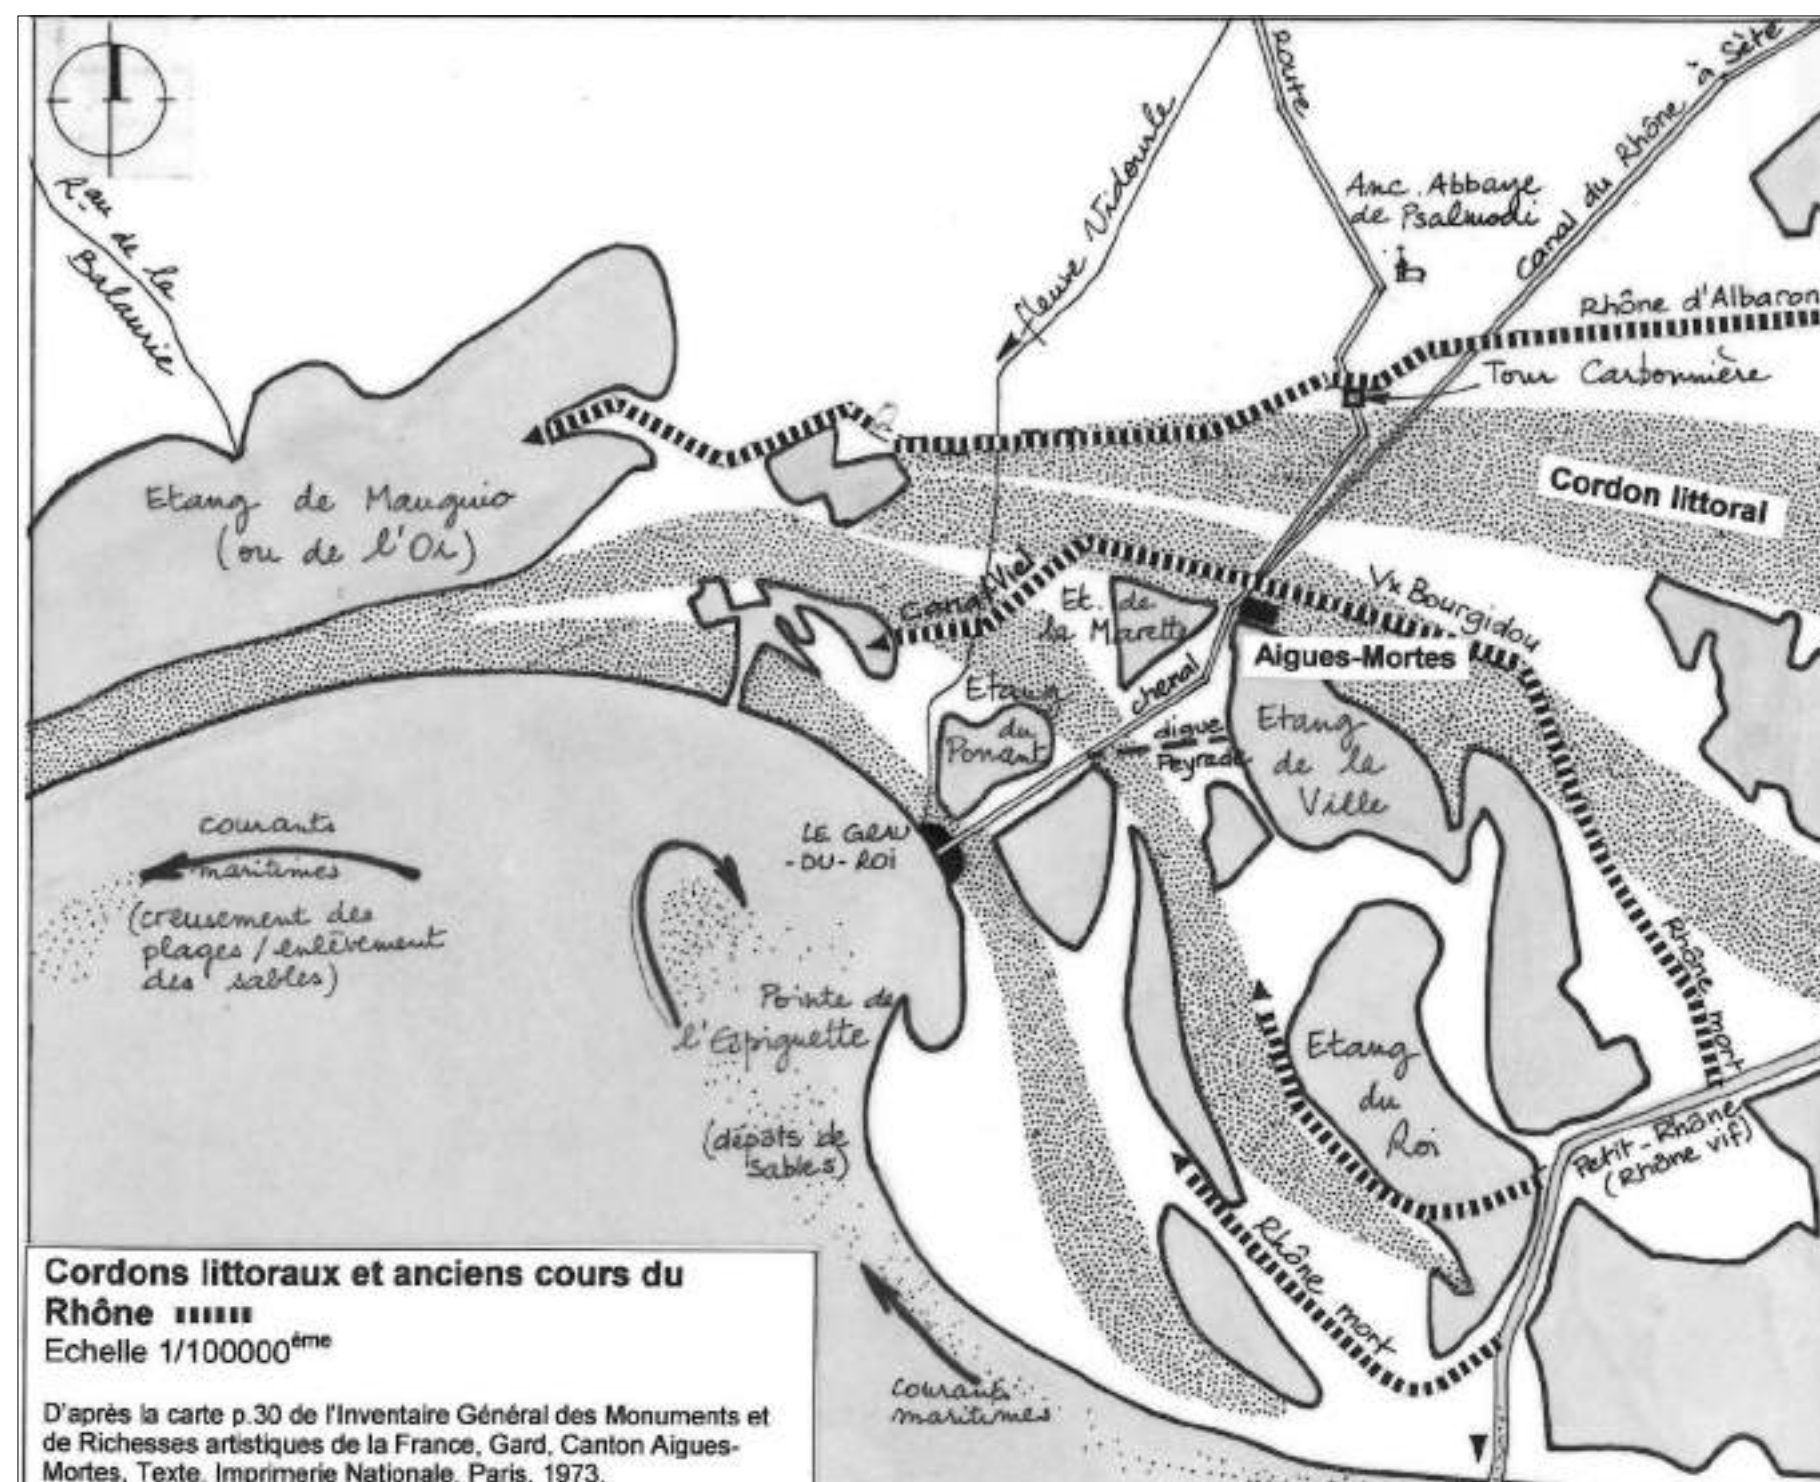 Rau de la
Balaurie
fleuve Vidourle
Route
Anc. Abbaye
de Psalmodi
Canal du Rhône à Sète
Rhône d'Albaron
Tour Carbonnière
Cordon littoral
Etang de Mauguio
(ou de l'Or)
Canal Viel
Et. de
la Marette
Vx Bourgidou
Aigues-Mortes
chenal
digue
Peyrade
Etang
du
Ponant
Etang
de la
Ville
LE GRAU
-DU-ROI
courants
maritimes
(creusement des
plages / enlèvement
des sables)
Pointe de
l'Espiguette
(dépôts de
sables)
Etang
du
Roi
Rhône mort
Petit-Rhône
(Rhône vif)
Rhône mort
courants
maritimes
Cordons littoraux et anciens cours du
Rhône
Echelle 1/100000ème
D'après la carte p.30 de l'Inventaire Général des Monuments et
de Richesses artistiques de la France, Gard, Canton Aigues-
Mortes, Texte, Imprimerie Nationale, Paris, 1973.